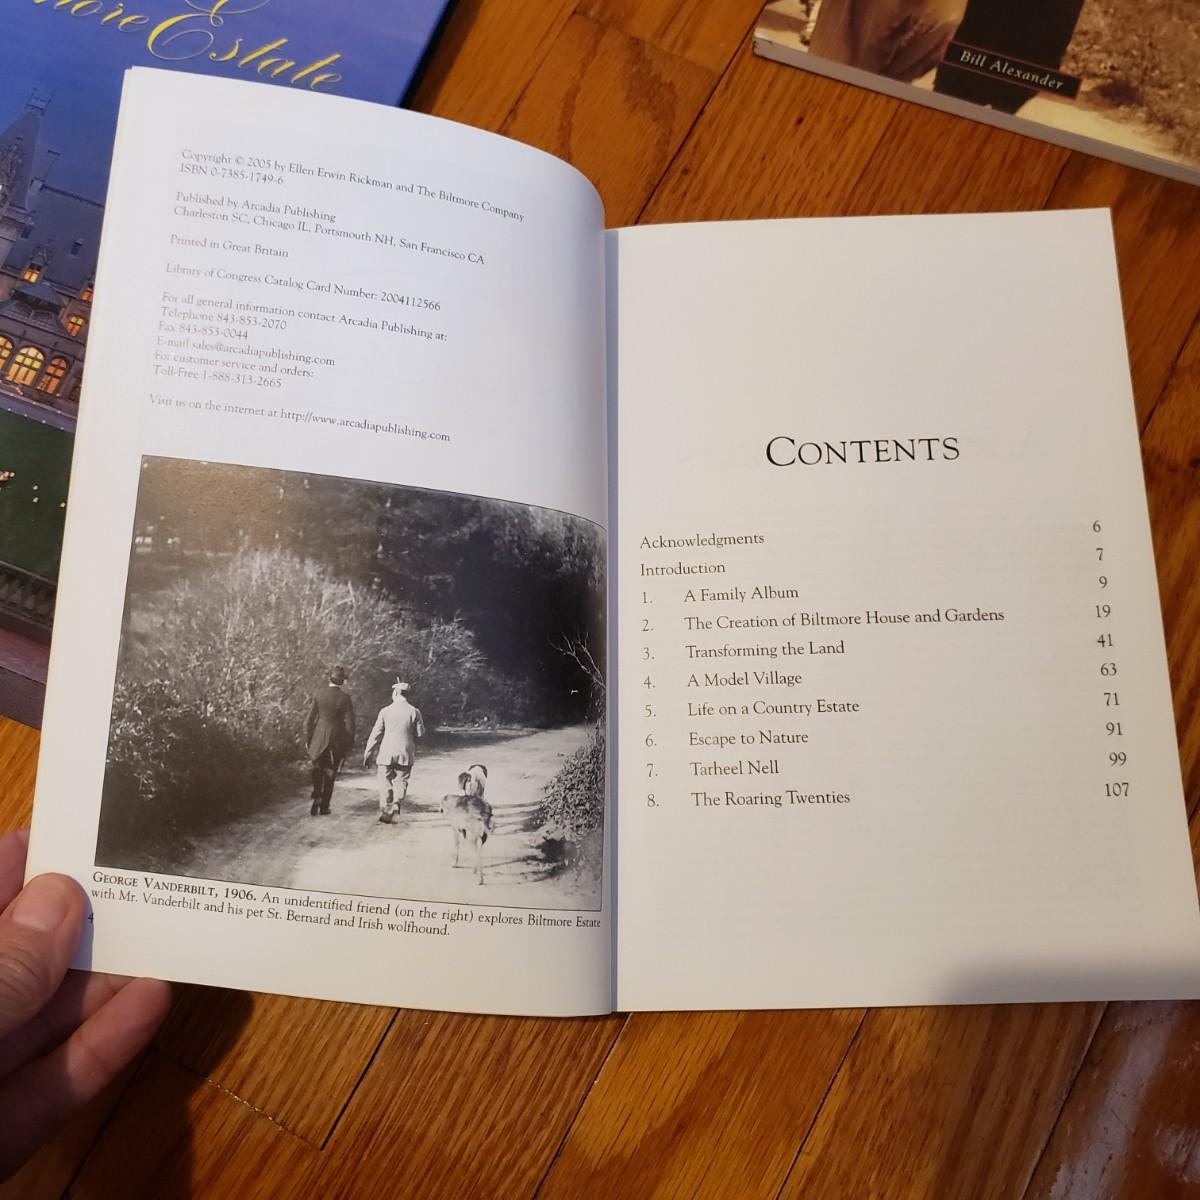 Estate
Bill Alexander
Copyright © 2005 by Ellen Erwin Rickman and The Biltmore Company
ISBN 0-7385-1749-6
Published by Arcadia Publishing
Charleston SC, Chicago IL, Portsmouth NH, San Francisco CA
Printed in Great Britain
Library of Congress Catalog Card Number: 2004112566
For all general information contact Arcadia Publishing at:
Telephone 843-853-2070
Fax 843-853-0044
E-mail sales@arcadiapublishing.com
For customer service and orders:
Toll-Free 1-888-313-2665
Visit us on the internet at http://www.arcadiapublishing.com
GEORGE VANDERBILT, 1906. An unidentified friend (on the right) explores Biltmore Estate
with Mr. Vanderbilt and his pet St. Bernard and Irish wolfhound.
4
CONTENTS
Acknowledgments 6
Introduction 7
1. A Family Album 9
2. The Creation of Biltmore House and Gardens 19
3. Transforming the Land 41
4. A Model Village 63
5. Life on a Country Estate 71
6. Escape to Nature 91
7. Tarheel Nell 99
8. The Roaring Twenties 107